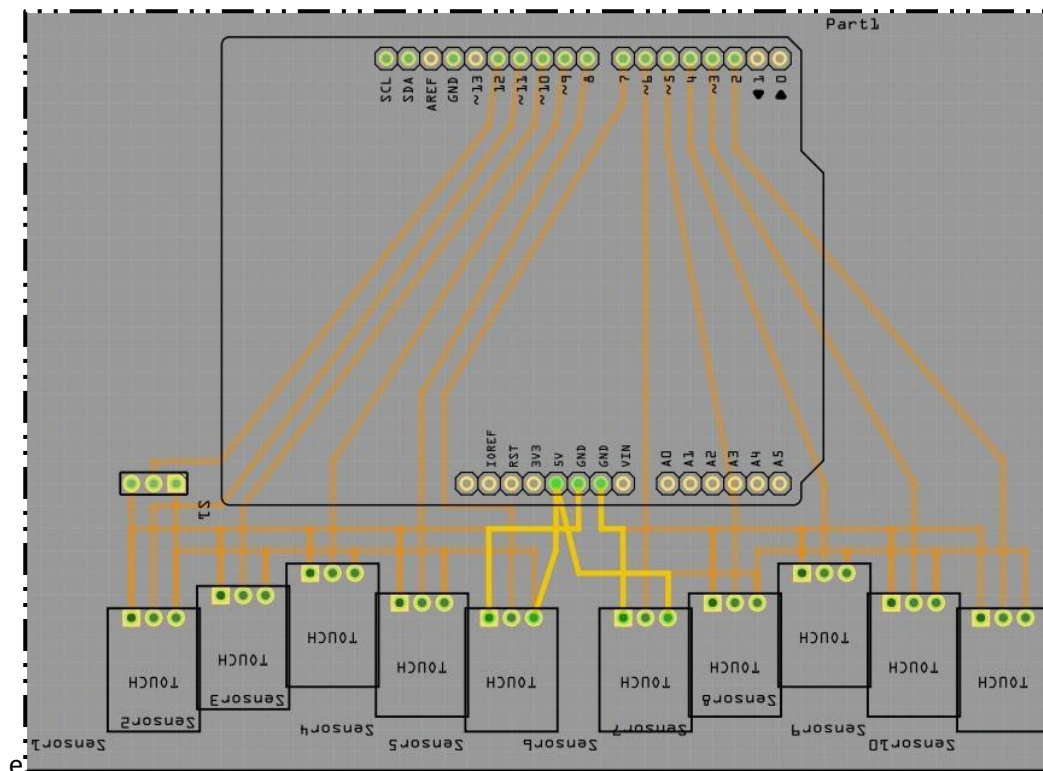 Part1
SCL SDA AREF GND ~13 12 ~11 ~10 ~9 8 7 ~6 ~5 4 ~3 2 1 0
IOREF RST 3V3 5V GND GND VIN A0 A1 A2 A3 A4 A5
S1
TOUCH TOUCH TOUCH TOUCH TOUCH TOUCH TOUCH TOUCH TOUCH TOUCH
Sensor1 Sensor2 Sensor3 Sensor4 Sensor5 Sensor6 Sensor7 Sensor8 Sensor9 Sensor10
e